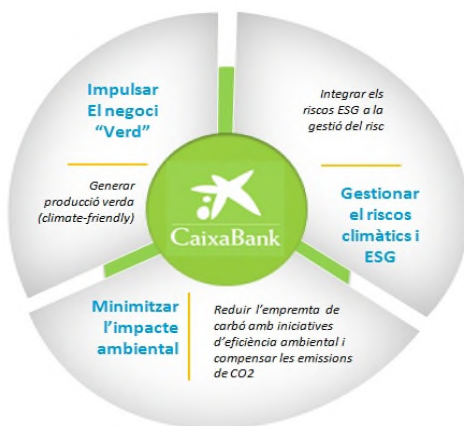 Impulsar
El negoci
“Verd”
Generar
producció verda
(climate-friendly)
Integrar els
riscos ESG a la
gestió del risc
Gestionar
el riscos
climàtics i
ESG
CaixaBank
Minimitzar
l’impacte
ambiental
Reduir l’empremta de
carbó amb iniciatives
d’eficiència ambiental i
compensar les emissions
de CO2